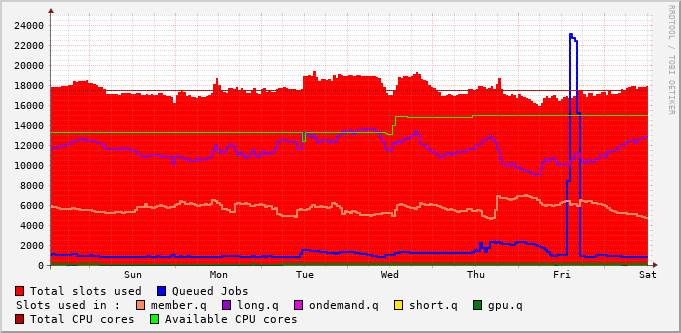 RRDTOOL / TOBI OETIKER
24000
22000
20000
18000
16000
14000
12000
10000
8000
6000
4000
2000
0
Sun Mon Tue Wed Thu Fri Sat
Total slots used Queued Jobs
Slots used in : member.q long.q ondemand.q short.q gpu.q
Total CPU cores Available CPU cores